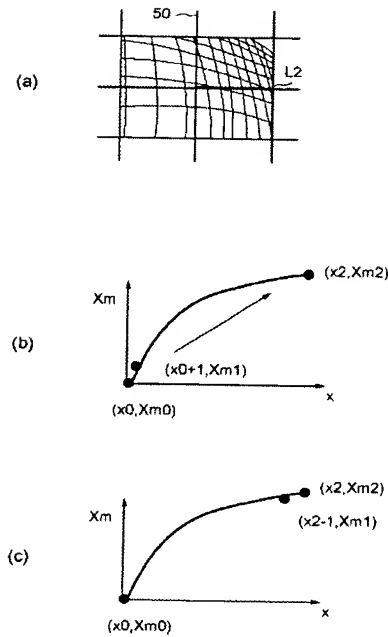 50
(a)
L2
(x2,Xm2)
Xm
(b)
(x0+1,Xm1)
x
(x0,Xm0)
(x2,Xm2)
Xm
(x2-1,Xm1)
(c)
x
(x0,Xm0)